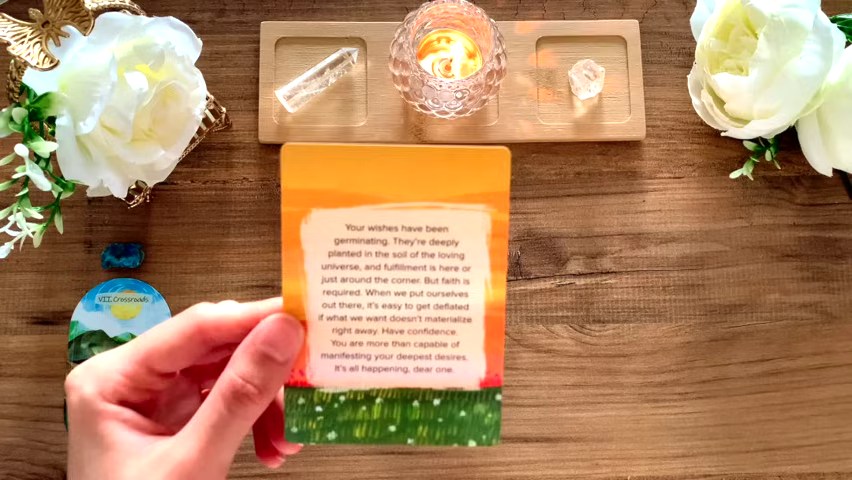 VII.Crossroads
Your wishes have been
germinating. They're deeply
planted in the soil of the loving
universe, and fulfillment is here or
just around the corner. But faith is
required. When we put ourselves
out there, it's easy to get deflated
if what we want doesn't materialize
right away. Have confidence.
You are more than capable of
manifesting your deepest desires.
It's all happening, dear one.